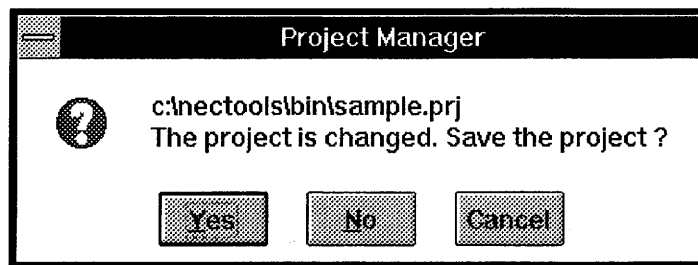 Project Manager
c:\nectools\bin\sample.prj
The project is changed. Save the project ?
Yes No Cancel